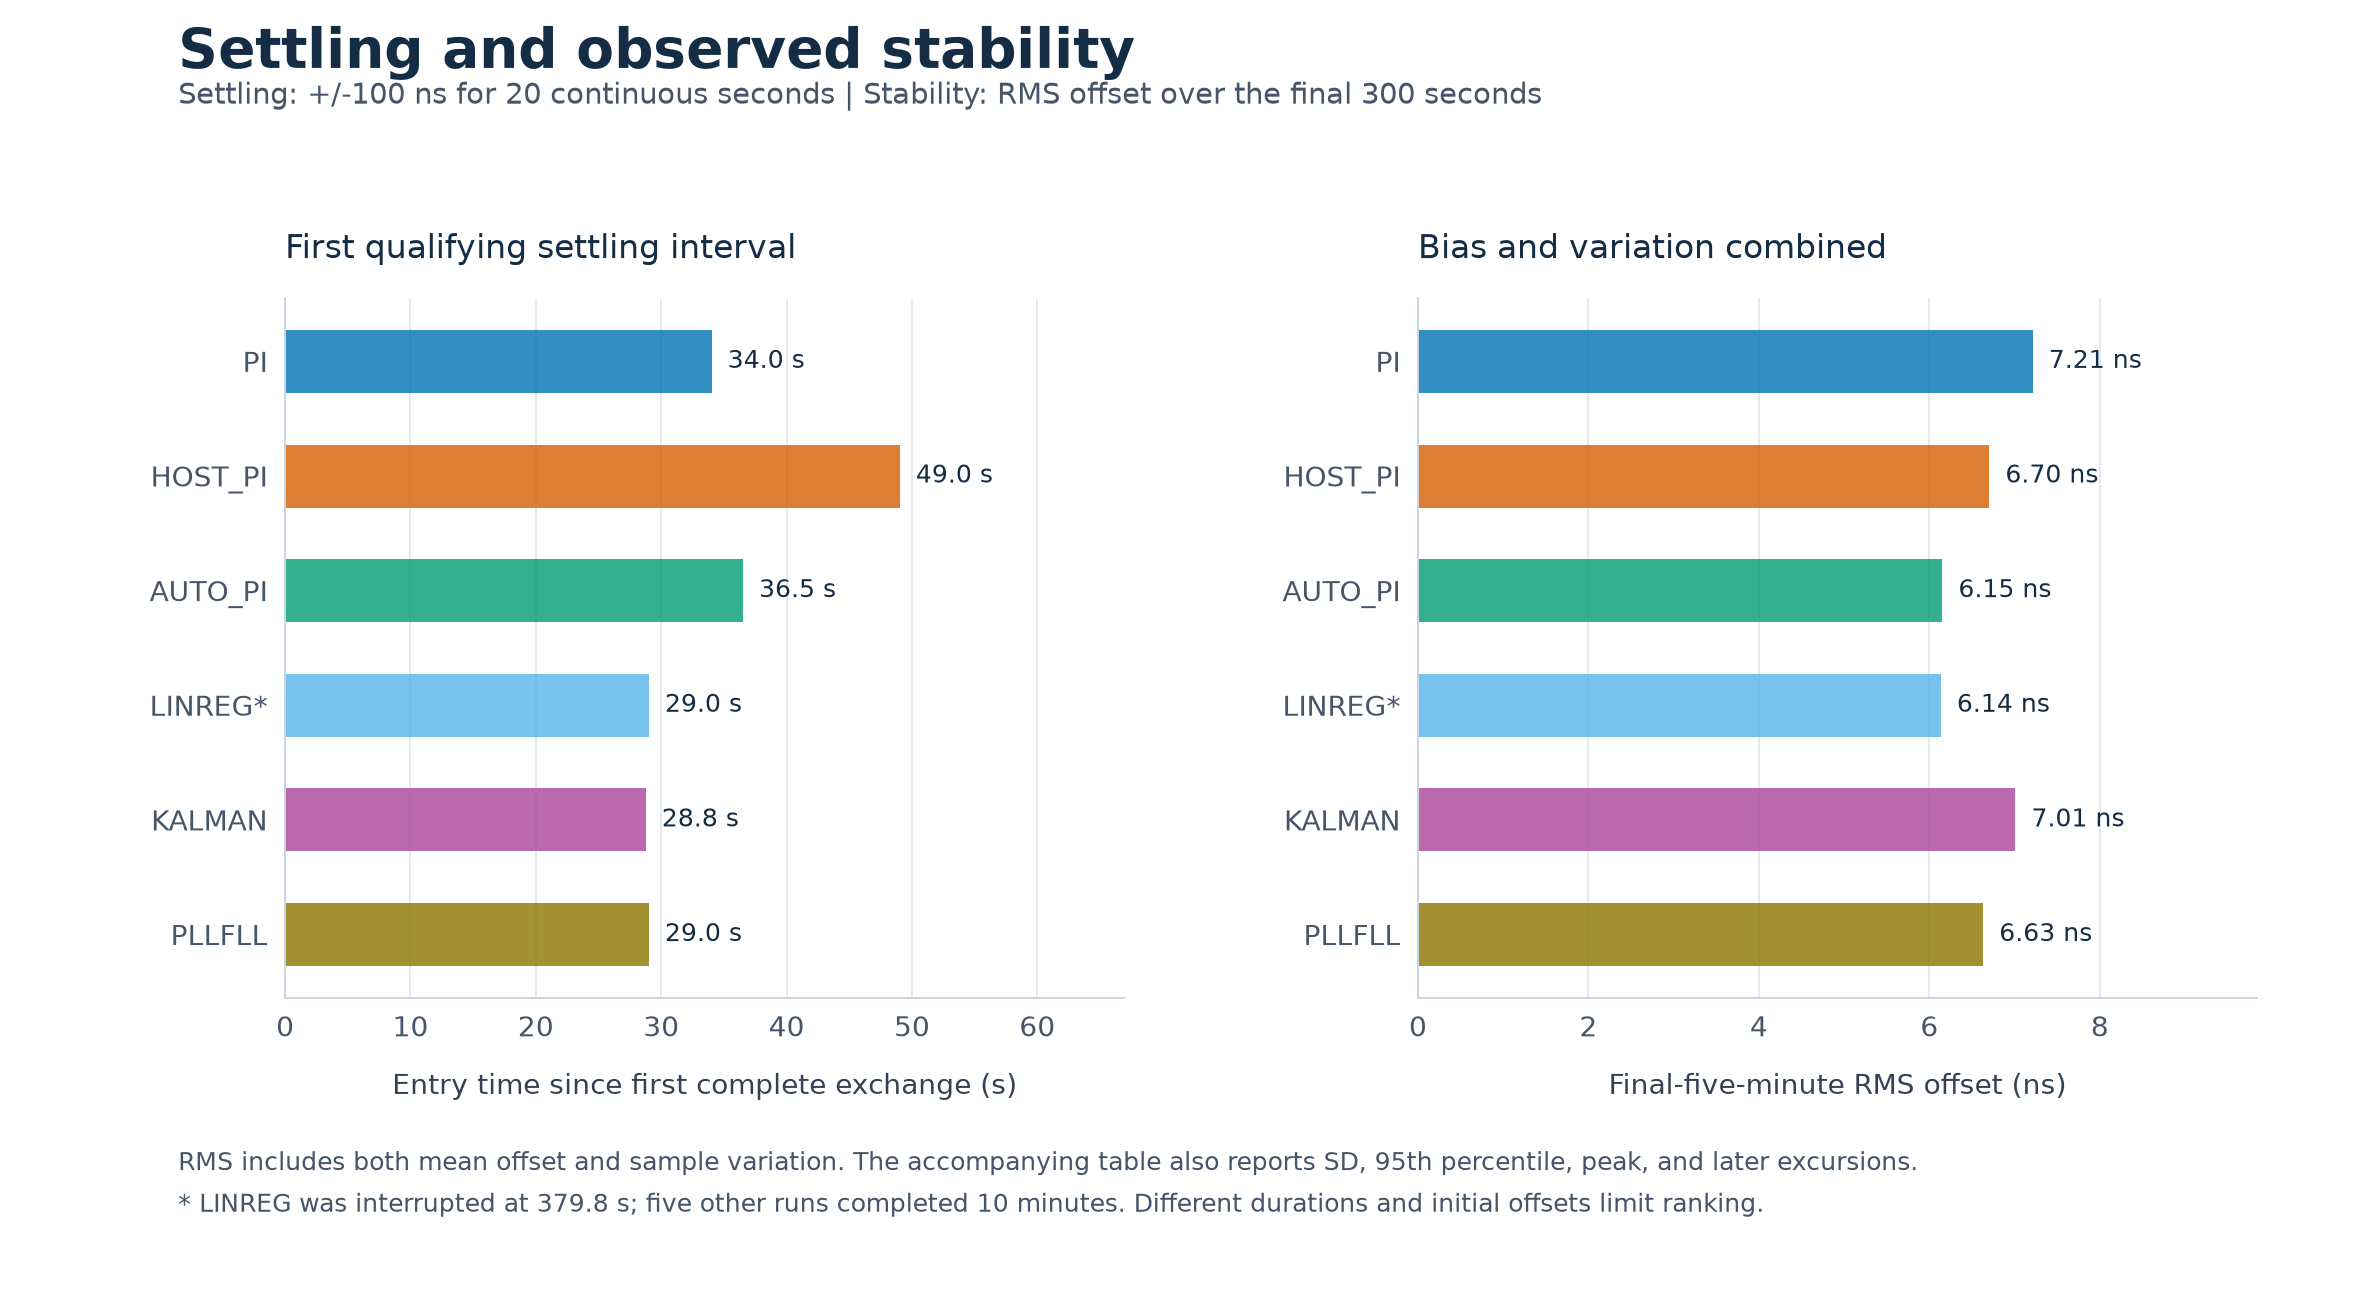 Settling and observed stability
Settling: +/-100 ns for 20 continuous seconds | Stability: RMS offset over the final 300 seconds
First qualifying settling interval
PI
34.0 s
HOST_PI
49.0 s
AUTO_PI
36.5 s
LINREG*
29.0 s
KALMAN
28.8 s
PLLFLL
29.0 s
0 10 20 30 40 50 60
Entry time since first complete exchange (s)
Bias and variation combined
PI
7.21 ns
HOST_PI
6.70 ns
AUTO_PI
6.15 ns
LINREG*
6.14 ns
KALMAN
7.01 ns
PLLFLL
6.63 ns
0 2 4 6 8
Final-five-minute RMS offset (ns)
RMS includes both mean offset and sample variation. The accompanying table also reports SD, 95th percentile, peak, and later excursions.
* LINREG was interrupted at 379.8 s; five other runs completed 10 minutes. Different durations and initial offsets limit ranking.